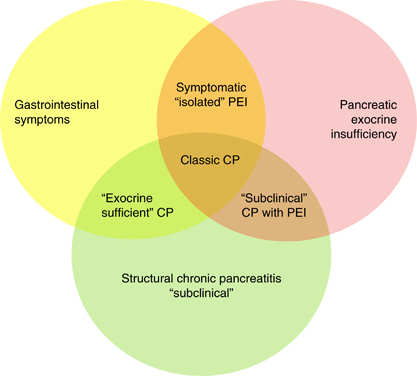 Symptomatic
“isolated” PEI
Gastrointestinal
symptoms
Pancreatic
exocrine
insufficiency
Classic CP
“Exocrine
sufficient” CP
“Subclinical”
CP with PEI
Structural chronic pancreatitis
“subclinical”